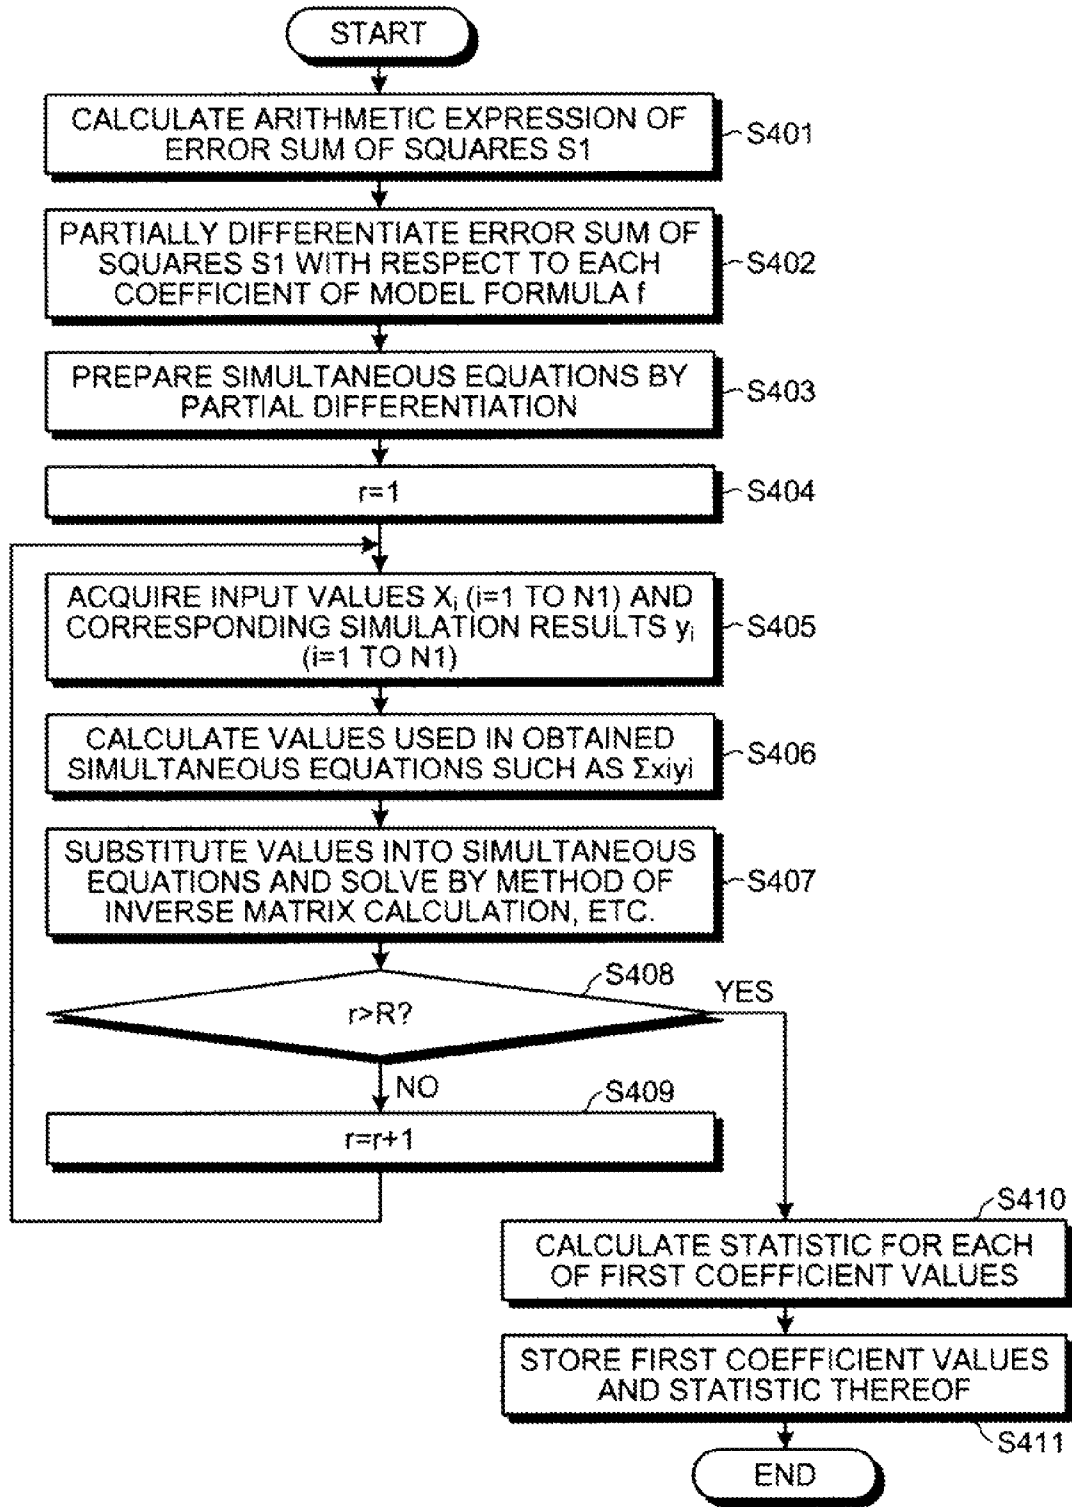 START
CALCULATE ARITHMETIC EXPRESSION OF
ERROR SUM OF SQUARES S1
S401
PARTIALLY DIFFERENTIATE ERROR SUM OF
SQUARES S1 WITH RESPECT TO EACH
COEFFICIENT OF MODEL FORMULA f
S402
PREPARE SIMULTANEOUS EQUATIONS BY
PARTIAL DIFFERENTIATION
S403
r=1
S404
ACQUIRE INPUT VALUES Xᵢ (i=1 TO N1) AND
CORRESPONDING SIMULATION RESULTS yᵢ
(i=1 TO N1)
S405
CALCULATE VALUES USED IN OBTAINED
SIMULTANEOUS EQUATIONS SUCH AS Σxiyi
S406
SUBSTITUTE VALUES INTO SIMULTANEOUS
EQUATIONS AND SOLVE BY METHOD OF
INVERSE MATRIX CALCULATION, ETC.
S407
S408
r>R?
YES
NO
S409
r=r+1
S410
CALCULATE STATISTIC FOR EACH
OF FIRST COEFFICIENT VALUES
STORE FIRST COEFFICIENT VALUES
AND STATISTIC THEREOF
S411
END